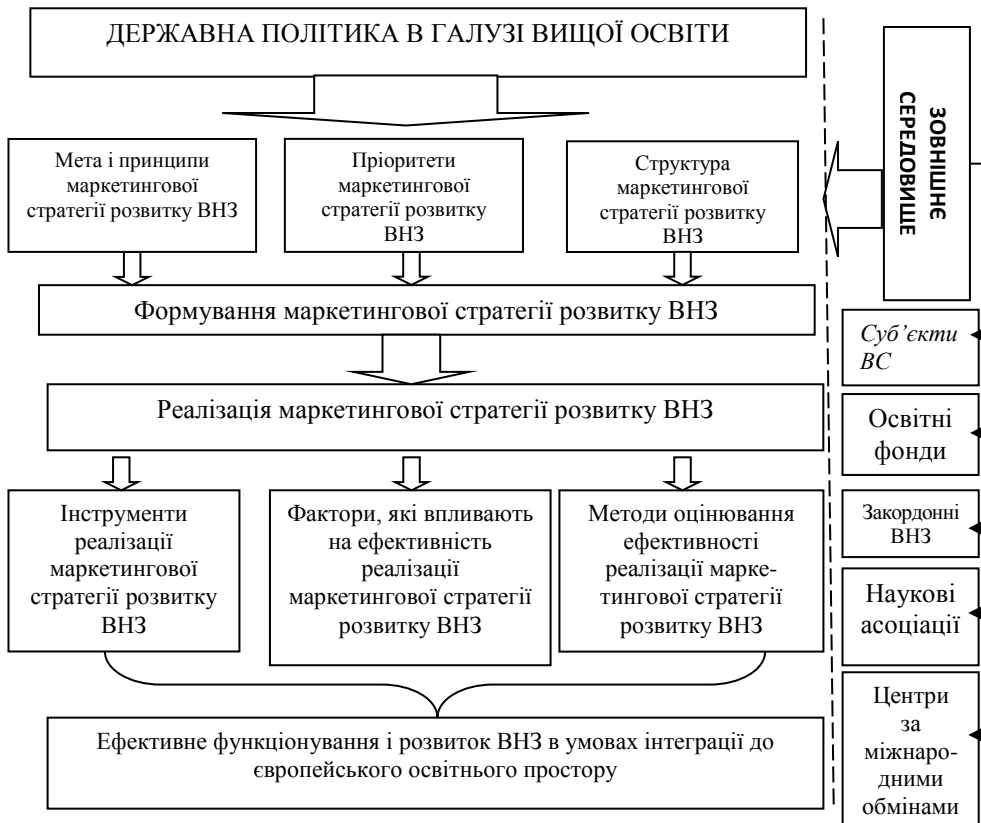 ДЕРЖАВНА ПОЛІТИКА В ГАЛУЗІ ВИЩОЇ ОСВІТИ
Мета і принципи
маркетингової
стратегії розвитку ВНЗ
Пріоритети
маркетингової
стратегії розвитку
ВНЗ
Структура
маркетингової
стратегії розвитку
ВНЗ
Формування маркетингової стратегії розвитку ВНЗ
Реалізація маркетингової стратегії розвитку ВНЗ
Інструменти
реалізації
маркетингової
стратегії розвитку
ВНЗ
Фактори, які впливають
на ефективність
реалізації
маркетингової стратегії
розвитку ВНЗ
Методи оцінювання
ефективності
реалізації марке-
тингової стратегії
розвитку ВНЗ
Ефективне функціонування і розвиток ВНЗ в умовах інтеграції до
європейського освітнього простору
ЗОВНІШНЄ
СЕРЕДОВИЩЕ
Суб’єкти
ВС
Освітні
фонди
Закордонні
ВНЗ
Наукові
асоціації
Центри
за
міжнаро-
дними
обмінами